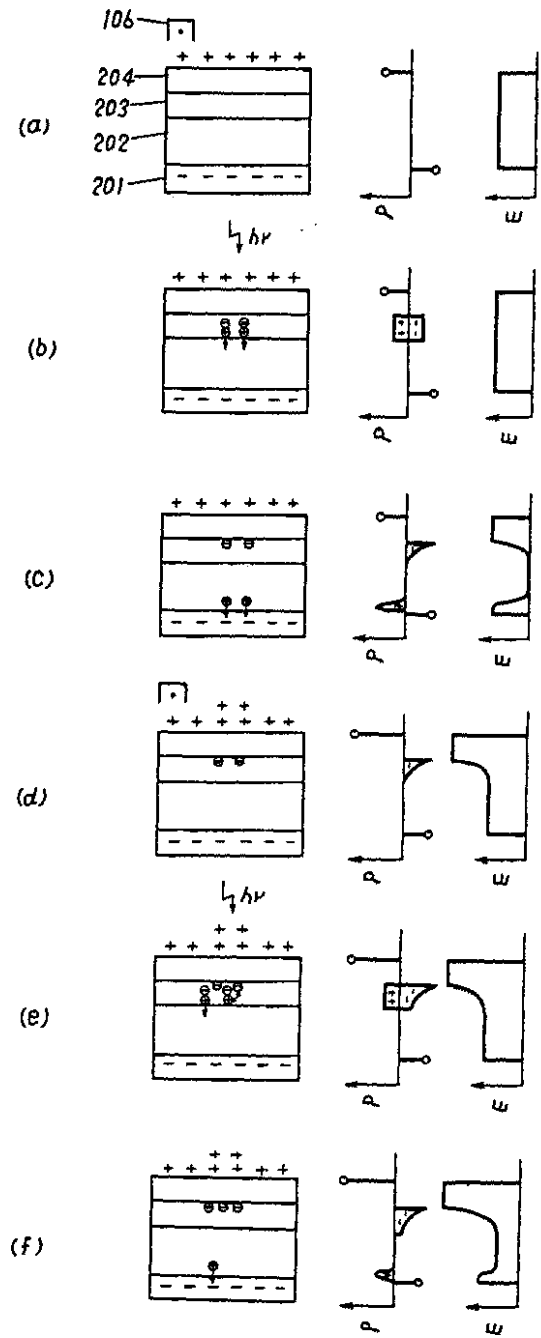 106
+ + + + + +
204
203
(a)
202
201
- - - - - -
P
E
hν
+ + + + + +
(b)
- - - - - -
P
E
+ + + + + +
(c)
- - - - - -
P
E
+ +
+ + + + + +
(d)
- - - - - -
P
E
hν
+ +
+ + + + + +
(e)
- - - - - -
P
E
+ +
+ + + + + +
(f)
- - - - - -
P
E